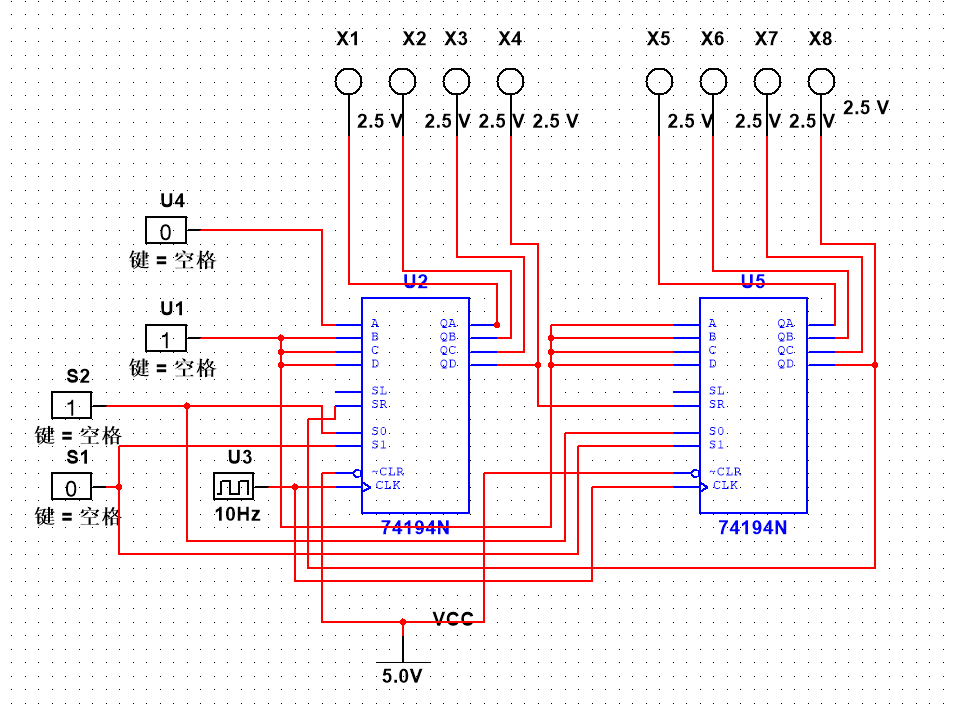 X1 X2 X3 X4 X5 X6 X7 X8
2.5 V 2.5 V 2.5 V 2.5 V 2.5 V 2.5 V 2.5 V 2.5 V
U4
0
键 = 空格
U1
1
键 = 空格
S2
1
键 = 空格
S1
0
键 = 空格
U3
10Hz
U2
A QA
B QB
C QC
D QD
SL
SR
S0
S1
~CLR
CLK
74194N
U5
A QA
B QB
C QC
D QD
SL
SR
S0
S1
~CLR
CLK
74194N
VCC
5.0V